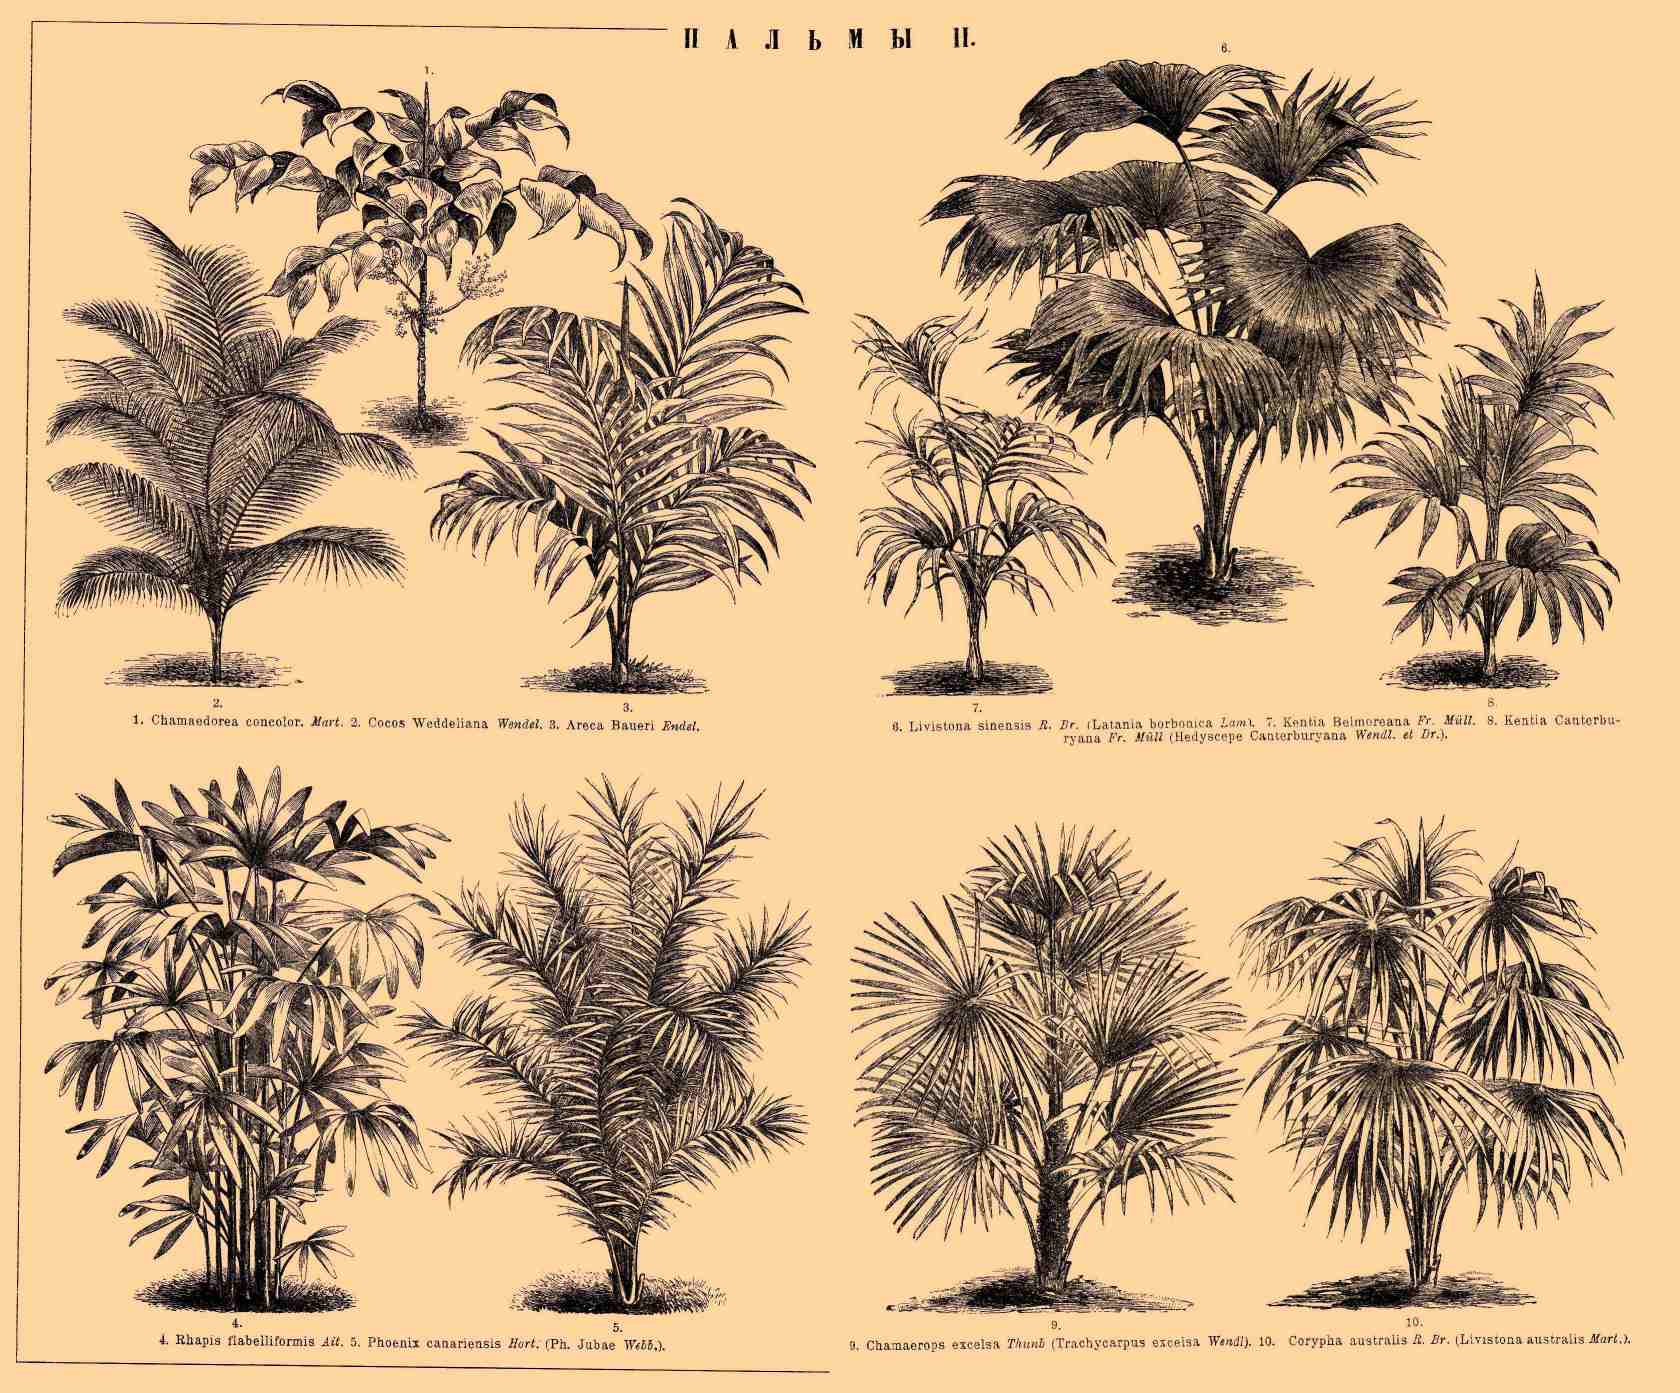 ПАЛЬМЫ II.
1.
6.
2.
3.
7.
8.
1. Chamaedorea concolor. Mart. 2. Cocos Weddeliana Wendel. 3. Areca Baueri Endel.
6. Livistona sinensis R. Br. (Latania borbonica Lam). 7. Kentia Belmoreana Fr. Müll. 8. Kentia Canterbu-
ryana Fr. Müll (Hedyscepe Canterburyana Wendl. et Dr.).
4.
5.
9.
10.
4. Rhapis flabelliformis Ait. 5. Phoenix canariensis Hort. (Ph. Jubae Webb.).
9. Chamaerops excelsa Thunb (Trachycarpus excelsa Wendl). 10. Corypha australis R. Br. (Livistona australis Mart.).